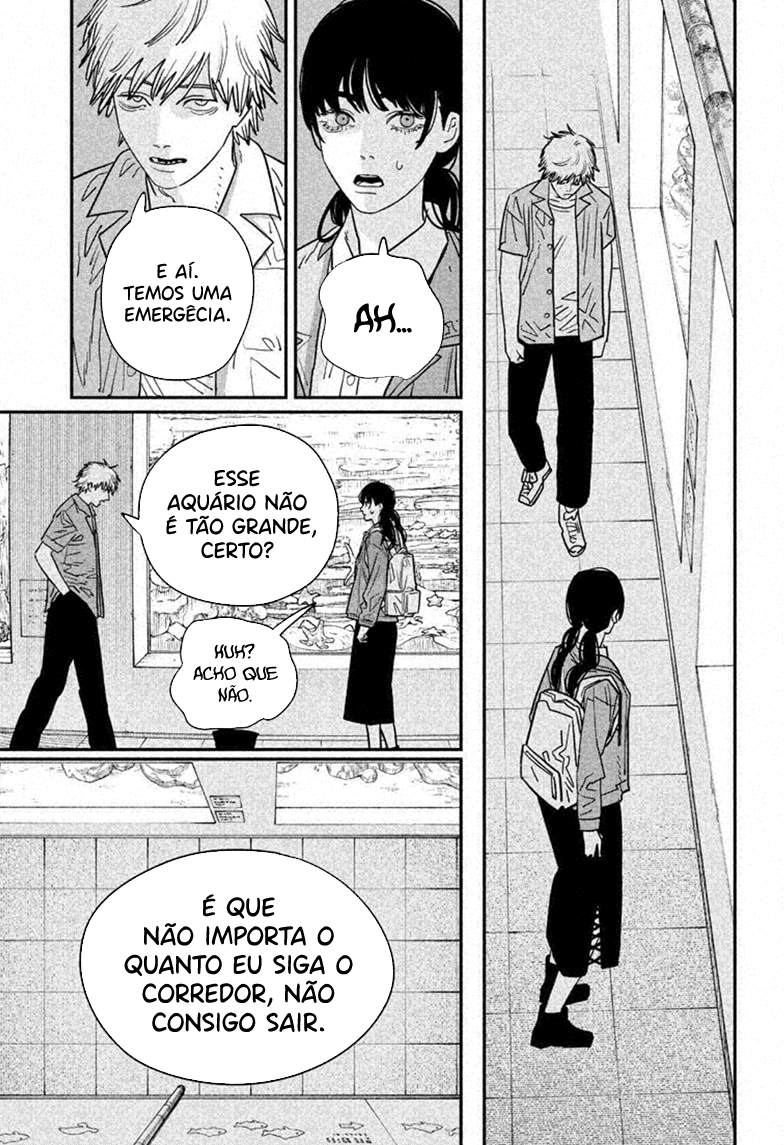 AH...
E AÍ.
TEMOS UMA
EMERGÊCIA.
ESSE
AQUÁRIO NÃO
É TÃO GRANDE,
CERTO?
HUH?
ACHO QUE
NÃO.
É QUE
NÃO IMPORTA O
QUANTO EU SIGA O
CORREDOR, NÃO
CONSIGO SAIR.